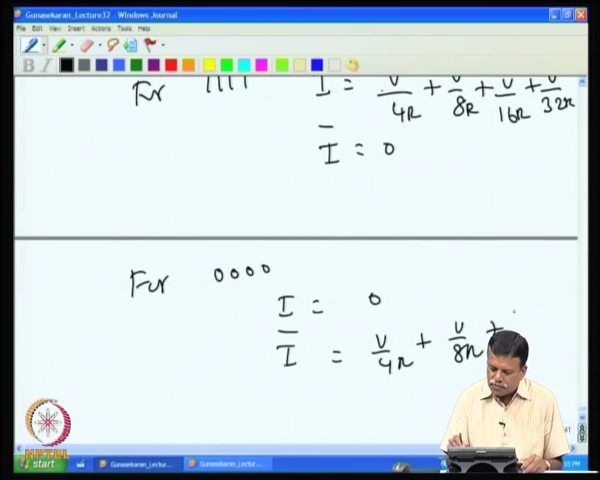 Gunasekaran_Lecture32 - Windows Journal
File Edit View Insert Actions Tools Help
B I
For 1111 I = V/4R + V/8R + V/16R + V/32R
I̅ = 0
For 0000
I = 0
I̅ = V/4R + V/8R +
NPTEL
start Gunasekaran_Lectur... Gunasekaran_Lectur...